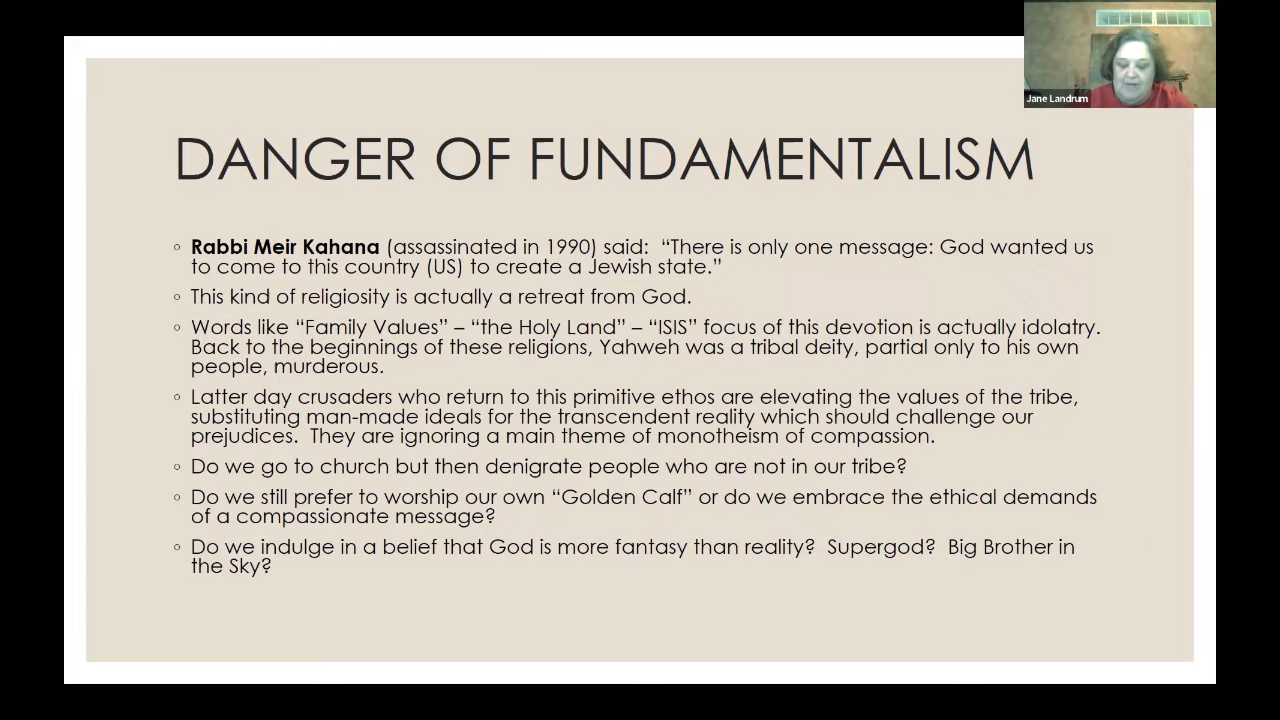 Jane Landrum
DANGER OF FUNDAMENTALISM
◦ Rabbi Meir Kahana (assassinated in 1990) said: “There is only one message: God wanted us
to come to this country (US) to create a Jewish state.”
◦ This kind of religiosity is actually a retreat from God.
◦ Words like “Family Values” – “the Holy Land” – “ISIS” focus of this devotion is actually idolatry.
Back to the beginnings of these religions, Yahweh was a tribal deity, partial only to his own
people, murderous.
◦ Latter day crusaders who return to this primitive ethos are elevating the values of the tribe,
substituting man-made ideals for the transcendent reality which should challenge our
prejudices. They are ignoring a main theme of monotheism of compassion.
◦ Do we go to church but then denigrate people who are not in our tribe?
◦ Do we still prefer to worship our own “Golden Calf” or do we embrace the ethical demands
of a compassionate message?
◦ Do we indulge in a belief that God is more fantasy than reality? Supergod? Big Brother in
the Sky?